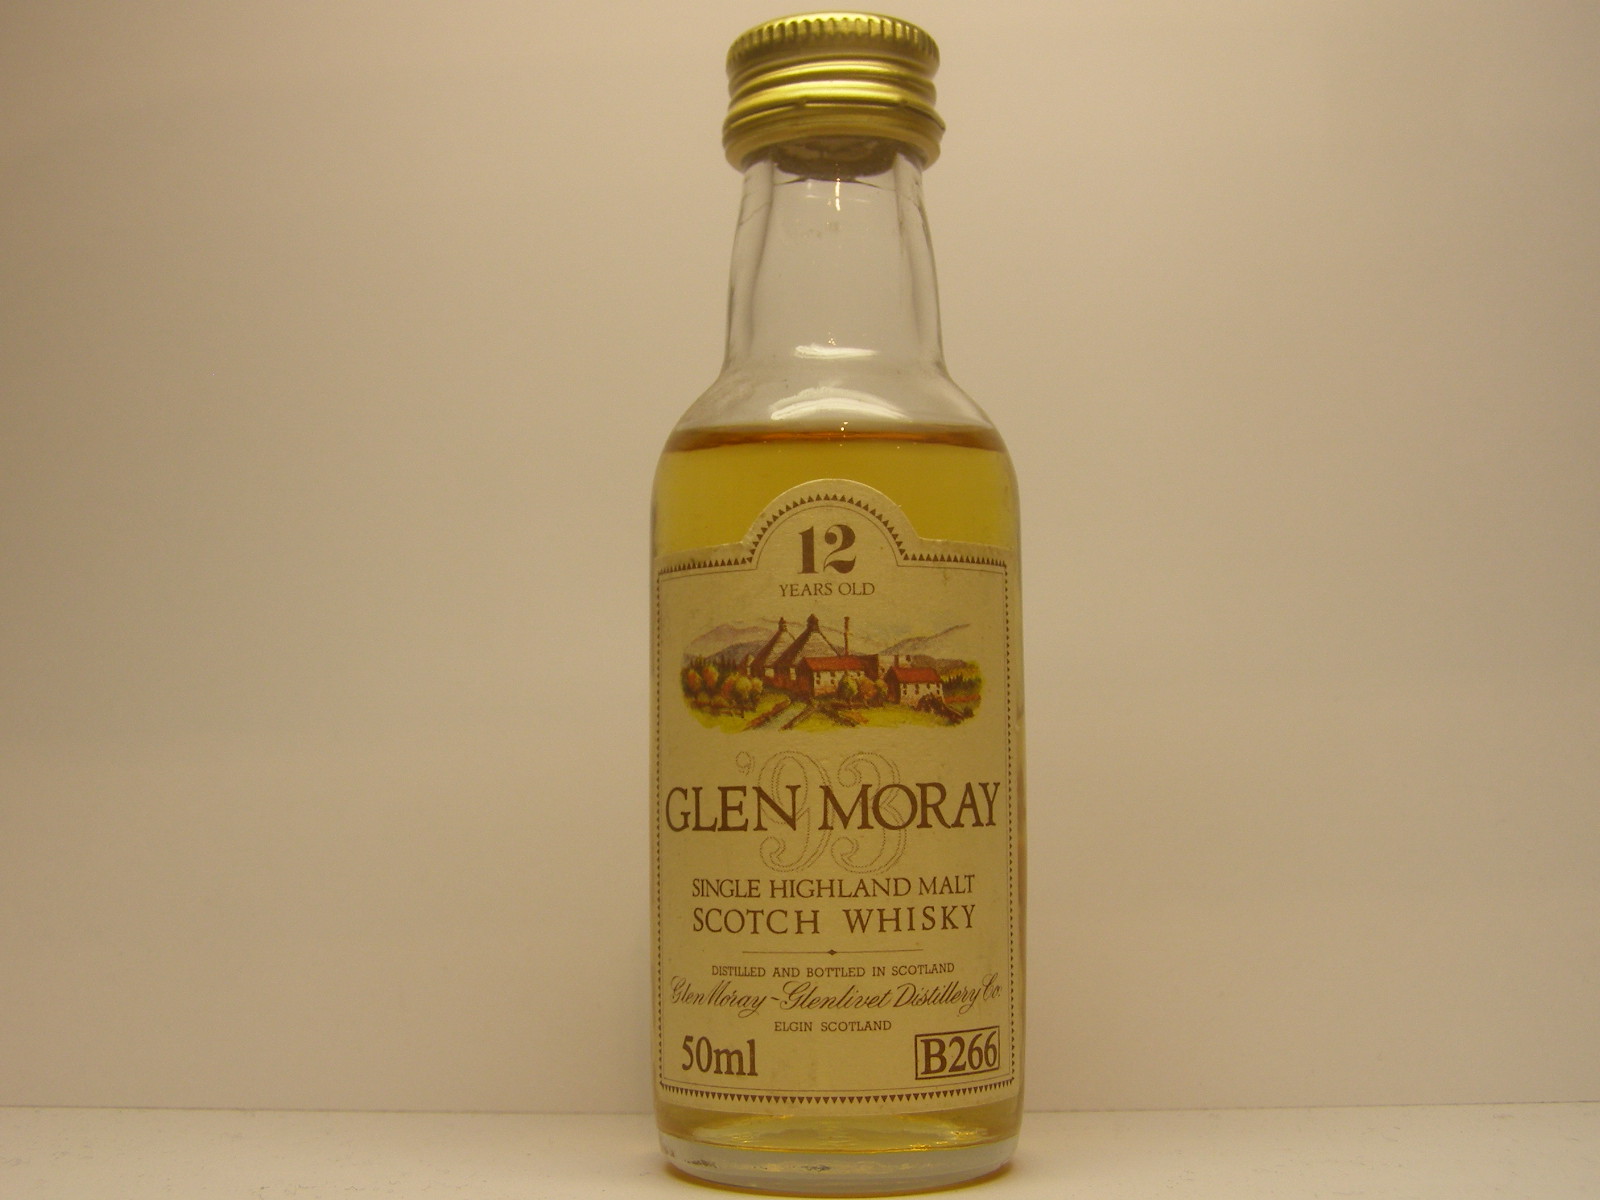 12
YEARS OLD
'93
GLEN MORAY
SINGLE HIGHLAND MALT
SCOTCH WHISKY
DISTILLED AND BOTTLED IN SCOTLAND
Glen Moray - Glenlivet Distillery Co.
ELGIN SCOTLAND
50ml B266